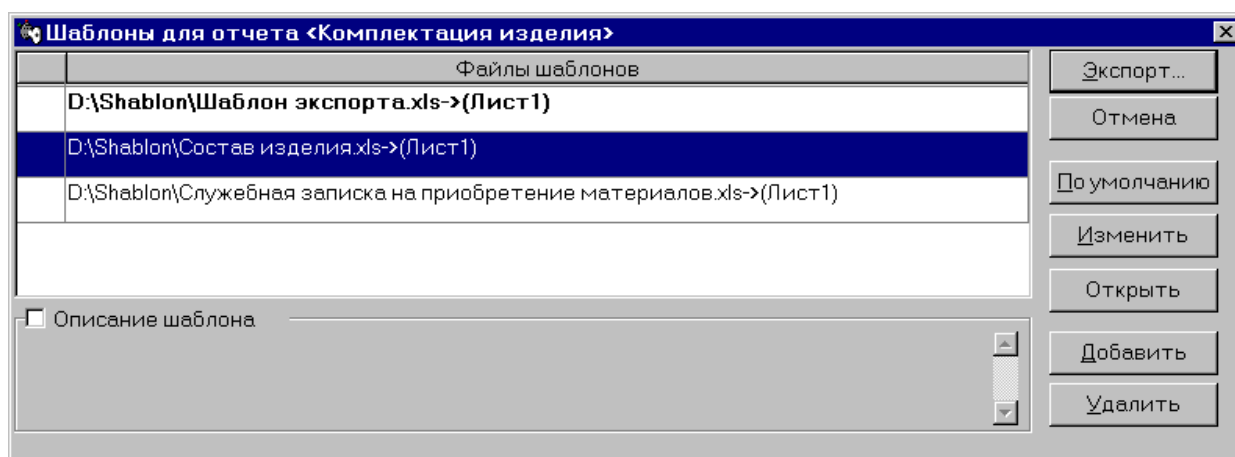 Шаблоны для отчета <Комплектация изделия>
Файлы шаблонов
D:\Shablon\Шаблон экспорта.xls->(Лист1)
D:\Shablon\Состав изделия.xls->(Лист1)
D:\Shablon\Служебная записка на приобретение материалов.xls->(Лист1)
Описание шаблона
Экспорт...
Отмена
По умолчанию
Изменить
Открыть
Добавить
Удалить